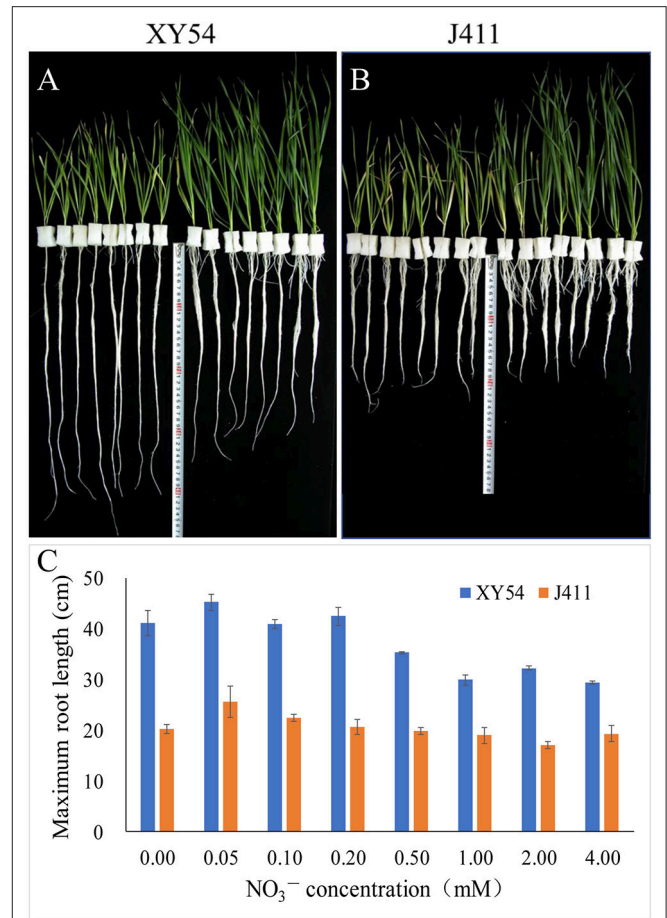 XY54 J411
A B
C
50
40
30
20
10
0
Maximum root length (cm)
XY54 J411
0.00 0.05 0.10 0.20 0.50 1.00 2.00 4.00
NO₃⁻ concentration（mM）